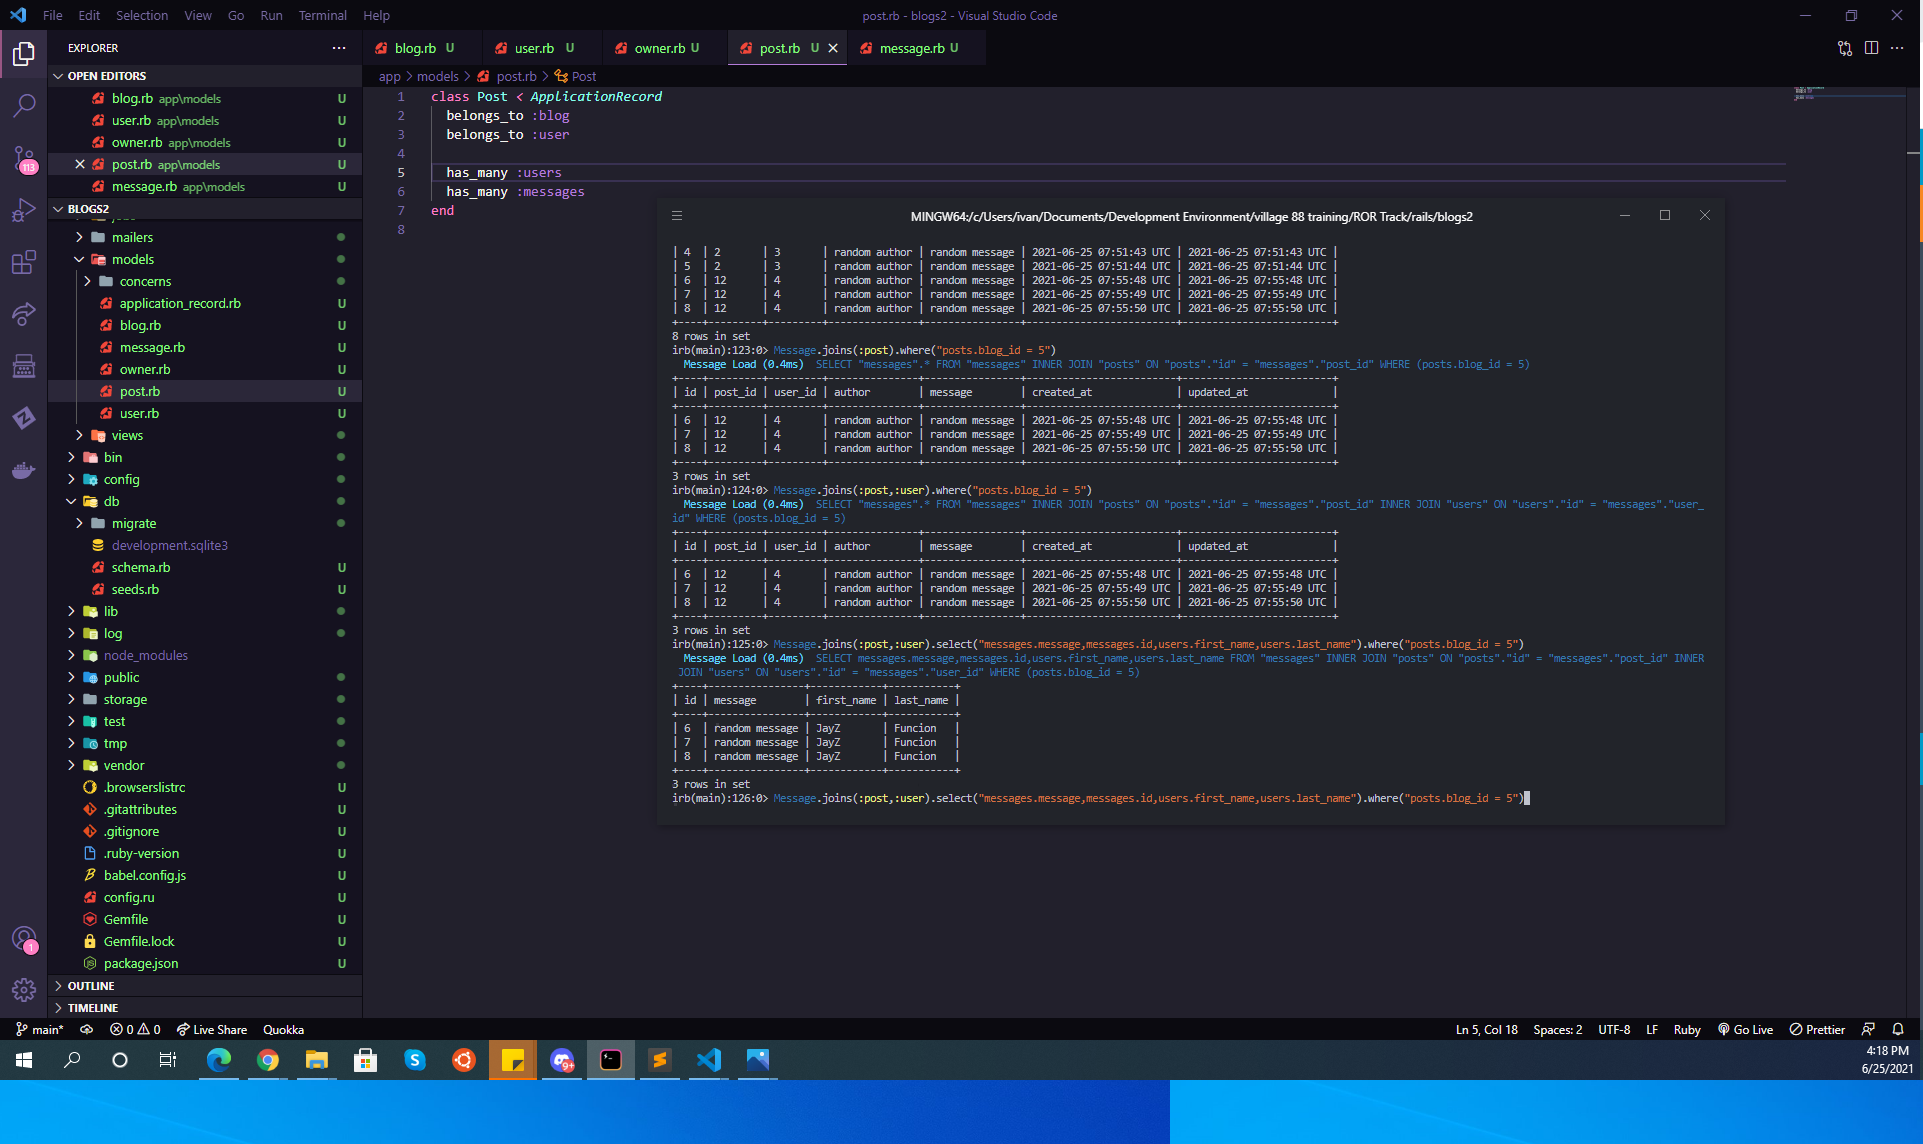 File Edit Selection View Go Run Terminal Help
post.rb - blogs2 - Visual Studio Code
EXPLORER
OPEN EDITORS
blog.rb app\models U
user.rb app\models U
owner.rb app\models U
post.rb app\models U
message.rb app\models U
BLOGS2
mailers
models
concerns
application_record.rb U
blog.rb U
message.rb U
owner.rb U
post.rb U
user.rb U
views
bin
config
db
migrate
development.sqlite3
schema.rb U
seeds.rb U
lib
log
node_modules
public
storage
test
tmp
vendor
.browserslistrc U
.gitattributes U
.gitignore U
.ruby-version U
babel.config.js U
config.ru U
Gemfile U
Gemfile.lock U
package.json U
OUTLINE
TIMELINE
113
1
blog.rb U user.rb U owner.rb U post.rb U message.rb U
app > models > post.rb > Post
1 class Post < ApplicationRecord
2 belongs_to :blog
3 belongs_to :user
4
5 has_many :users
6 has_many :messages
7 end
8
MINGW64:/c/Users/ivan/Documents/Development Environment/village 88 training/ROR Track/rails/blogs2
| 4 | 2 | 3 | random author | random message | 2021-06-25 07:51:43 UTC | 2021-06-25 07:51:43 UTC |
| 5 | 2 | 3 | random author | random message | 2021-06-25 07:51:44 UTC | 2021-06-25 07:51:44 UTC |
| 6 | 12 | 4 | random author | random message | 2021-06-25 07:55:48 UTC | 2021-06-25 07:55:48 UTC |
| 7 | 12 | 4 | random author | random message | 2021-06-25 07:55:49 UTC | 2021-06-25 07:55:49 UTC |
| 8 | 12 | 4 | random author | random message | 2021-06-25 07:55:50 UTC | 2021-06-25 07:55:50 UTC |
8 rows in set
irb(main):123:0> Message.joins(:post).where("posts.blog_id = 5")
Message Load (0.4ms) SELECT "messages".* FROM "messages" INNER JOIN "posts" ON "posts"."id" = "messages"."post_id" WHERE (posts.blog_id = 5)
| id | post_id | user_id | author | message | created_at | updated_at |
| 6 | 12 | 4 | random author | random message | 2021-06-25 07:55:48 UTC | 2021-06-25 07:55:48 UTC |
| 7 | 12 | 4 | random author | random message | 2021-06-25 07:55:49 UTC | 2021-06-25 07:55:49 UTC |
| 8 | 12 | 4 | random author | random message | 2021-06-25 07:55:50 UTC | 2021-06-25 07:55:50 UTC |
3 rows in set
irb(main):124:0> Message.joins(:post,:user).where("posts.blog_id = 5")
Message Load (0.4ms) SELECT "messages".* FROM "messages" INNER JOIN "posts" ON "posts"."id" = "messages"."post_id" INNER JOIN "users" ON "users"."id" = "messages"."user_
id" WHERE (posts.blog_id = 5)
| id | post_id | user_id | author | message | created_at | updated_at |
| 6 | 12 | 4 | random author | random message | 2021-06-25 07:55:48 UTC | 2021-06-25 07:55:48 UTC |
| 7 | 12 | 4 | random author | random message | 2021-06-25 07:55:49 UTC | 2021-06-25 07:55:49 UTC |
| 8 | 12 | 4 | random author | random message | 2021-06-25 07:55:50 UTC | 2021-06-25 07:55:50 UTC |
3 rows in set
irb(main):125:0> Message.joins(:post,:user).select("messages.message,messages.id,users.first_name,users.last_name").where("posts.blog_id = 5")
Message Load (0.4ms) SELECT messages.message,messages.id,users.first_name,users.last_name FROM "messages" INNER JOIN "posts" ON "posts"."id" = "messages"."post_id" INNER
JOIN "users" ON "users"."id" = "messages"."user_id" WHERE (posts.blog_id = 5)
| id | message | first_name | last_name |
| 6 | random message | JayZ | Funcion |
| 7 | random message | JayZ | Funcion |
| 8 | random message | JayZ | Funcion |
3 rows in set
irb(main):126:0> Message.joins(:post,:user).select("messages.message,messages.id,users.first_name,users.last_name").where("posts.blog_id = 5")
main* 0 0 Live Share Quokka
Ln 5, Col 18 Spaces: 2 UTF-8 LF Ruby Go Live Prettier
9+
4:18 PM
6/25/2021